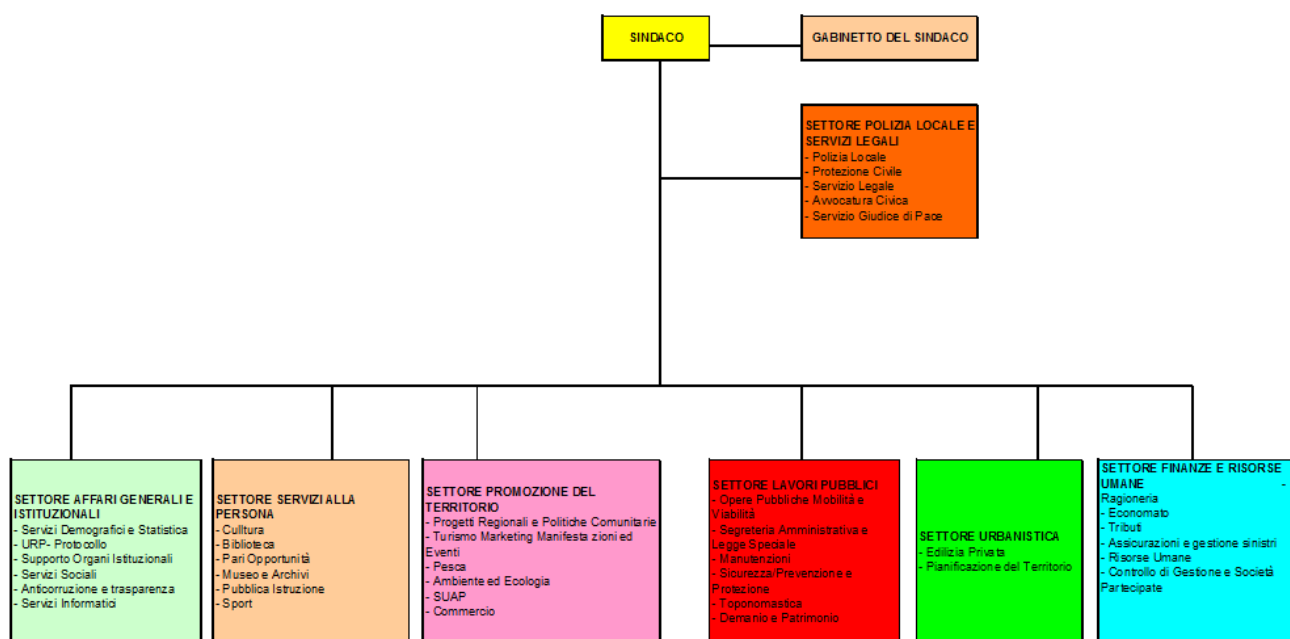 SINDACO
GABINETTO DEL SINDACO
SETTORE POLIZIA LOCALE E
SERVIZI LEGALI
- Polizia Locale
- Protezione Civile
- Servizio Legale
- Avvocatura Civica
- Servizio Giudice di Pace
SETTORE AFFARI GENERALI E
ISTITUZIONALI
- Servizi Demografici e Statistica
- URP- Protocollo
- Supporto Organi Istituzionali
- Servizi Sociali
- Anticorruzione e trasparenza
- Servizi Informatici
SETTORE SERVIZI ALLA
PERSONA
- Cultura
- Biblioteca
- Pari Opportunità
- Museo e Archivi
- Pubblica Istruzione
- Sport
SETTORE PROMOZIONE DEL
TERRITORIO
- Progetti Regionali e Politiche Comunitarie
- Turismo Marketing Manifesta zioni ed
Eventi
- Pesca
- Ambiente ed Ecologia
- SUAP
- Commercio
SETTORE LAVORI PUBBLICI
- Opere Pubbliche Mobilità e
Viabilità
- Segreteria Amministrativa e
Legge Speciale
- Manutenzioni
- Sicurezza/Prevenzione e
Protezione
- Toponomastica
- Demanio e Patrimonio
SETTORE URBANISTICA
- Edilizia Privata
- Pianificazione del Territorio
SETTORE FINANZE E RISORSE
UMANE -
Ragioneria
- Economato
- Tributi
- Assicurazioni e gestione sinistri
- Risorse Umane
- Controllo di Gestione e Società
Partecipate